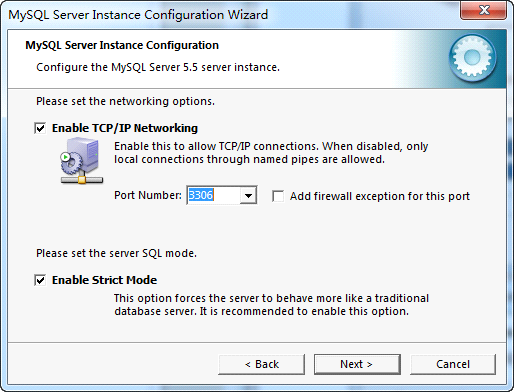 MySQL Server Instance Configuration Wizard
MySQL Server Instance Configuration
Configure the MySQL Server 5.5 server instance.
Please set the networking options.
Enable TCP/IP Networking
Enable this to allow TCP/IP connections. When disabled, only
local connections through named pipes are allowed.
Port Number: 3306 Add firewall exception for this port
Please set the server SQL mode.
Enable Strict Mode
This option forces the server to behave more like a traditional
database server. It is recommended to enable this option.
< Back Next > Cancel